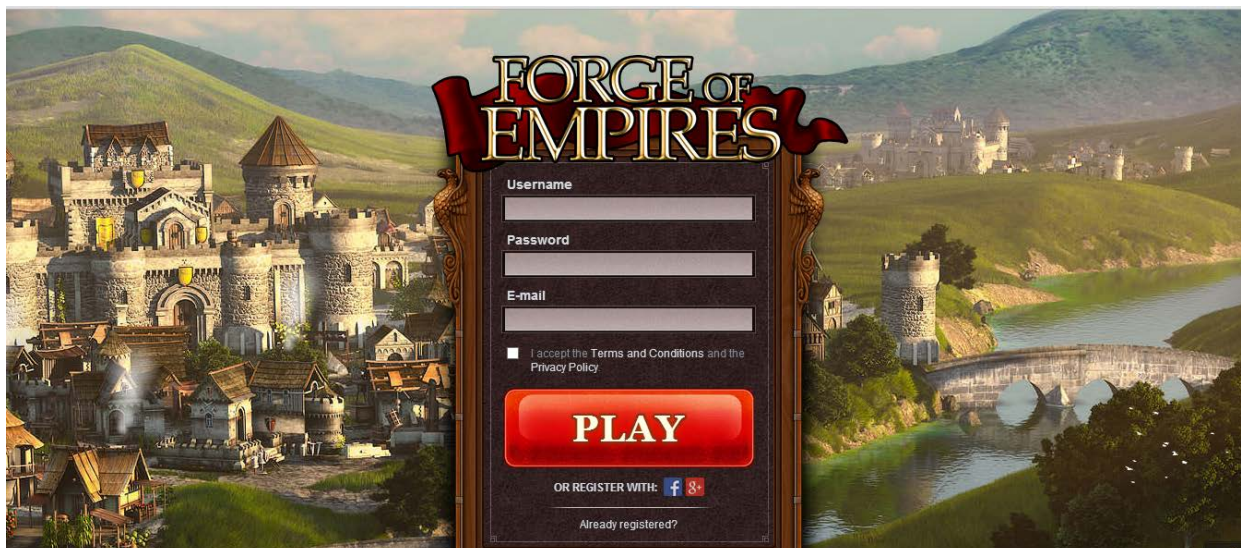 FORGE OF
EMPIRES
Username
Password
E-mail
I accept the Terms and Conditions and the
Privacy Policy
PLAY
OR REGISTER WITH: f 8+
Already registered?